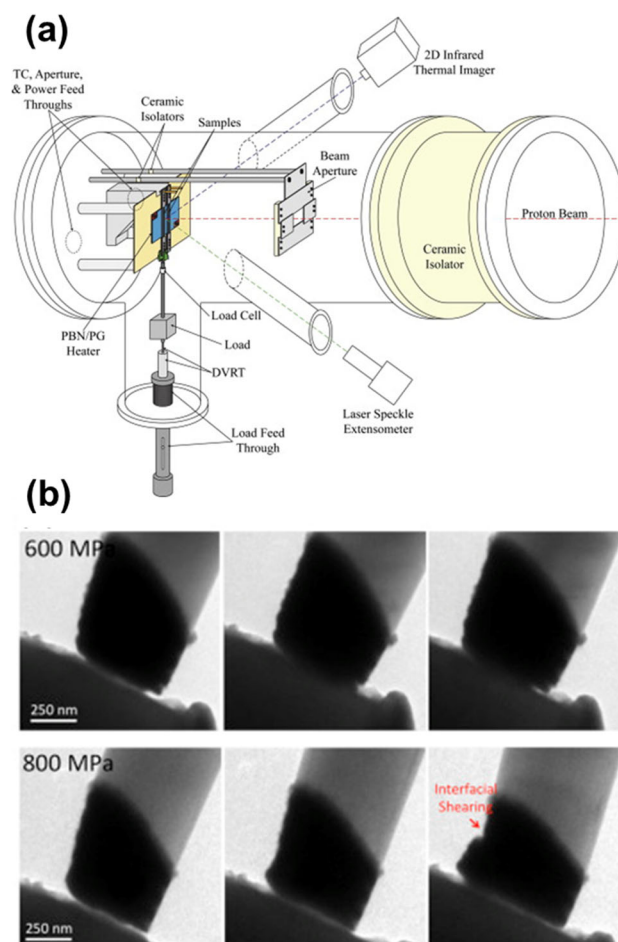 (a)
2D Infrared
Thermal Imager
TC, Aperture,
& Power Feed
Throughs
Ceramic
Isolators
Samples
Beam
Aperture
Proton Beam
Ceramic
Isolator
PBN/PG
Heater
Load Cell
Load
DVRT
Load Feed
Through
Laser Speckle
Extensometer
(b)
600 MPa
250 nm
800 MPa
Interfacial
Shearing
250 nm